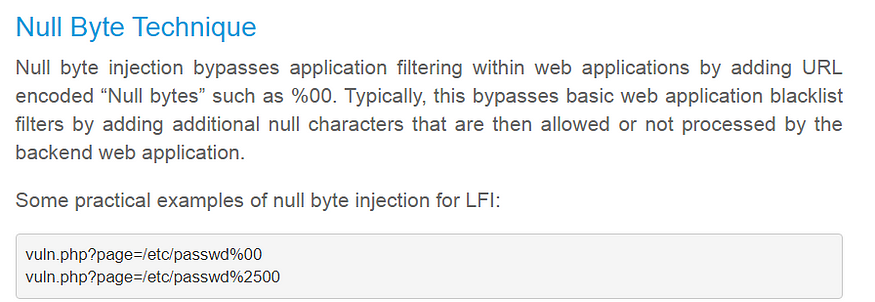 Null Byte Technique
Null byte injection bypasses application filtering within web applications by adding URL
encoded “Null bytes” such as %00. Typically, this bypasses basic web application blacklist
filters by adding additional null characters that are then allowed or not processed by the
backend web application.
Some practical examples of null byte injection for LFI:
vuln.php?page=/etc/passwd%00
vuln.php?page=/etc/passwd%2500